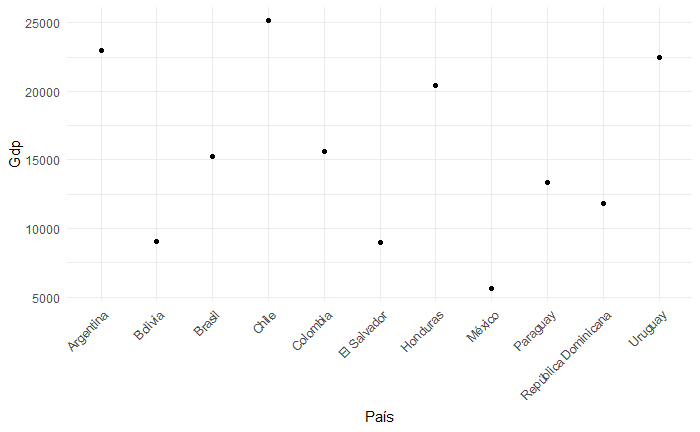 25000
20000
15000
10000
5000
Gdp
Argentina
Bolivia
Brasil
Chile
Colombia
El Salvador
Honduras
México
Paraguay
República Dominicana
Uruguay
País